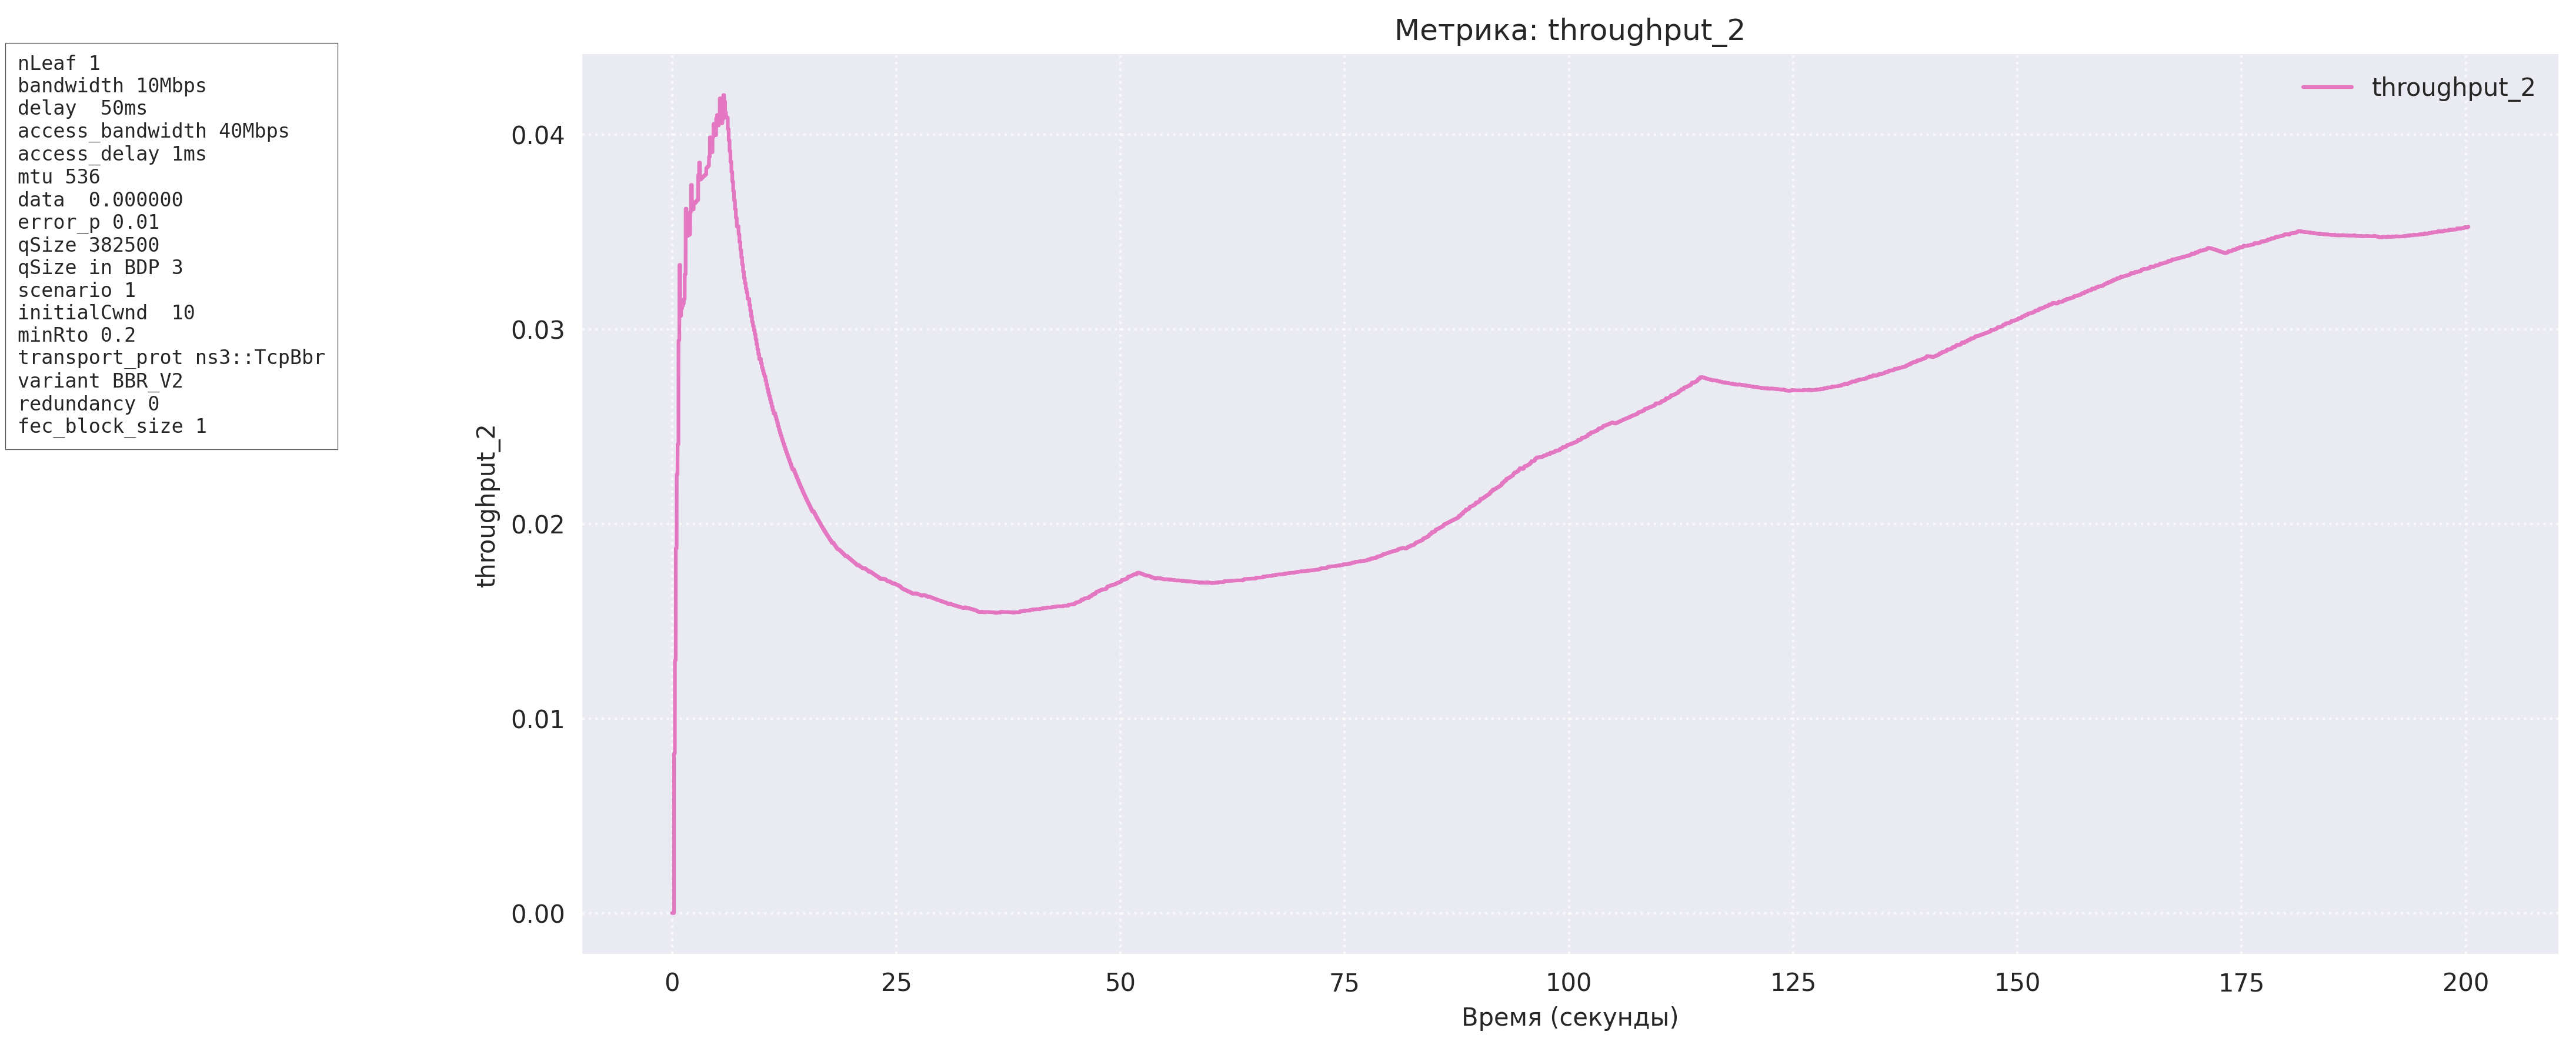 Метрика: throughput_2
nLeaf 1
bandwidth 10Mbps
delay  50ms
access_bandwidth 40Mbps
access_delay 1ms
mtu 536
data  0.000000
error_p 0.01
qSize 382500
qSize in BDP 3
scenario 1
initialCwnd  10
minRto 0.2
transport_prot ns3::TcpBbr
variant BBR_V2
redundancy 0
fec_block_size 1
throughput_2
throughput_2
0.04
0.03
0.02
0.01
0.00
0 25 50 75 100 125 150 175 200
Время (секунды)